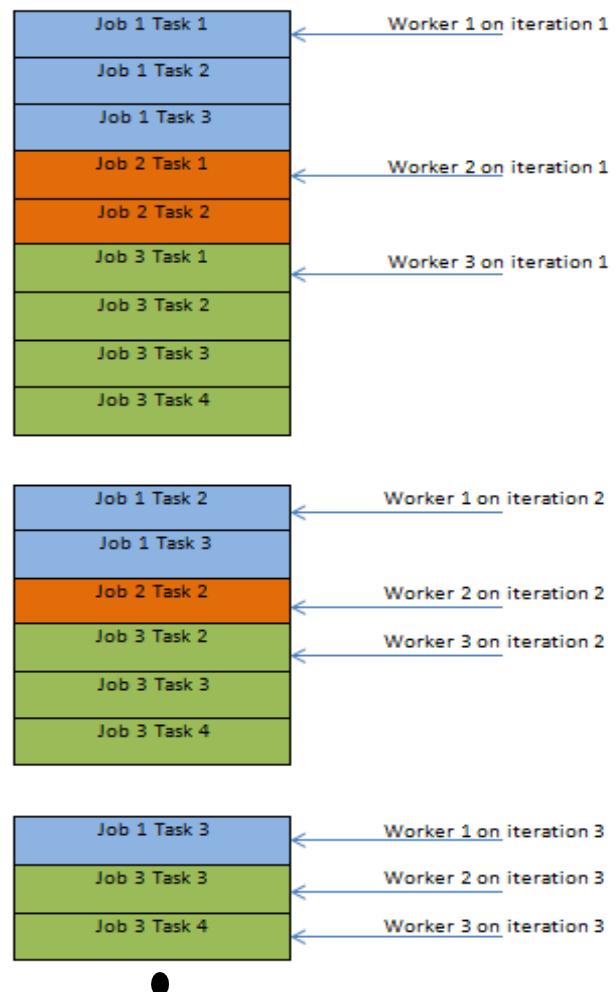 Job 1 Task 1 Worker 1 on iteration 1
Job 1 Task 2
Job 1 Task 3
Job 2 Task 1 Worker 2 on iteration 1
Job 2 Task 2
Job 3 Task 1 Worker 3 on iteration 1
Job 3 Task 2
Job 3 Task 3
Job 3 Task 4
Job 1 Task 2 Worker 1 on iteration 2
Job 1 Task 3
Job 2 Task 2 Worker 2 on iteration 2
Job 3 Task 2 Worker 3 on iteration 2
Job 3 Task 3
Job 3 Task 4
Job 1 Task 3 Worker 1 on iteration 3
Job 3 Task 3 Worker 2 on iteration 3
Job 3 Task 4 Worker 3 on iteration 3